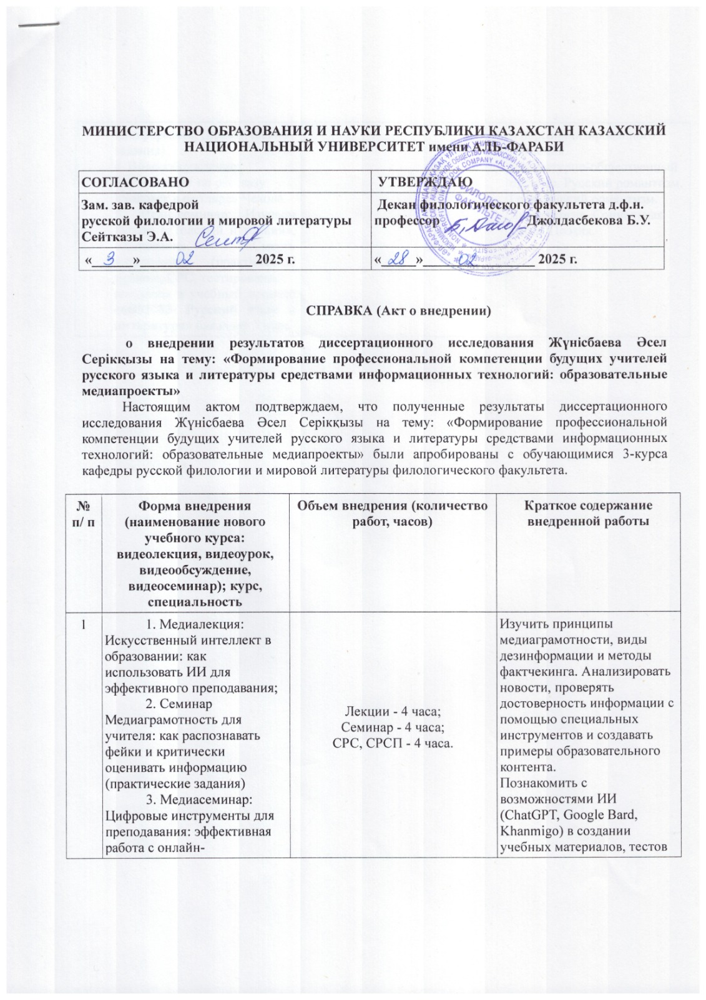 МИНИСТЕРСТВО ОБРАЗОВАНИЯ И НАУКИ РЕСПУБЛИКИ КАЗАХСТАН КАЗАХСКИЙ
НАЦИОНАЛЬНЫЙ УНИВЕРСИТЕТ имени АЛЬ-ФАРАБИ
СОГЛАСОВАНО
Зам. зав. кафедрой
русской филологии и мировой литературы
Сейтказы Э.А.
« 3 » 02 2025 г.
УТВЕРЖДАЮ
Декан филологического факультета д.ф.н.
профессор Джолдасбекова Б.У.
« 28 » 02 2025 г.
ФИЛОЛОГИЯ
ФАКУЛЬТЕТІ
СПРАВКА (Акт о внедрении)
о внедрении результатов диссертационного исследования Жүнісбаева Әсел
Серікқызы на тему: «Формирование профессиональной компетенции будущих учителей
русского языка и литературы средствами информационных технологий: образовательные
медиапроекты»
Настоящим актом подтверждаем, что полученные результаты диссертационного
исследования Жүнісбаева Әсел Серікқызы на тему: «Формирование профессиональной
компетенции будущих учителей русского языка и литературы средствами информационных
технологий: образовательные медиапроекты» были апробированы с обучающимися 3-курса
кафедры русской филологии и мировой литературы филологического факультета.
№
п/ п
Форма внедрения
(наименование нового
учебного курса:
видеолекция, видеоурок,
видеообсуждение,
видеосеминар); курс,
специальность
Объем внедрения (количество
работ, часов)
Краткое содержание
внедренной работы
1
1. Медиалекция:
Искусственный интеллект в
образовании: как
использовать ИИ для
эффективного преподавания;
2. Семинар
Медиаграмотность для
учителя: как распознавать
фейки и критически
оценивать информацию
(практические задания)
3. Медиасеминар:
Цифровые инструменты для
преподавания: эффективная
работа с онлайн-
Лекции - 4 часа;
Семинар - 4 часа;
СРС, СРСП - 4 часа.
Изучить принципы
медиаграмотности, виды
дезинформации и методы
фактчекинга. Анализировать
новости, проверять
достоверность информации с
помощью специальных
инструментов и создавать
примеры образовательного
контента.
Познакомить с
возможностями ИИ
(ChatGPT, Google Bard,
Khanmigo) в создании
учебных материалов, тестов